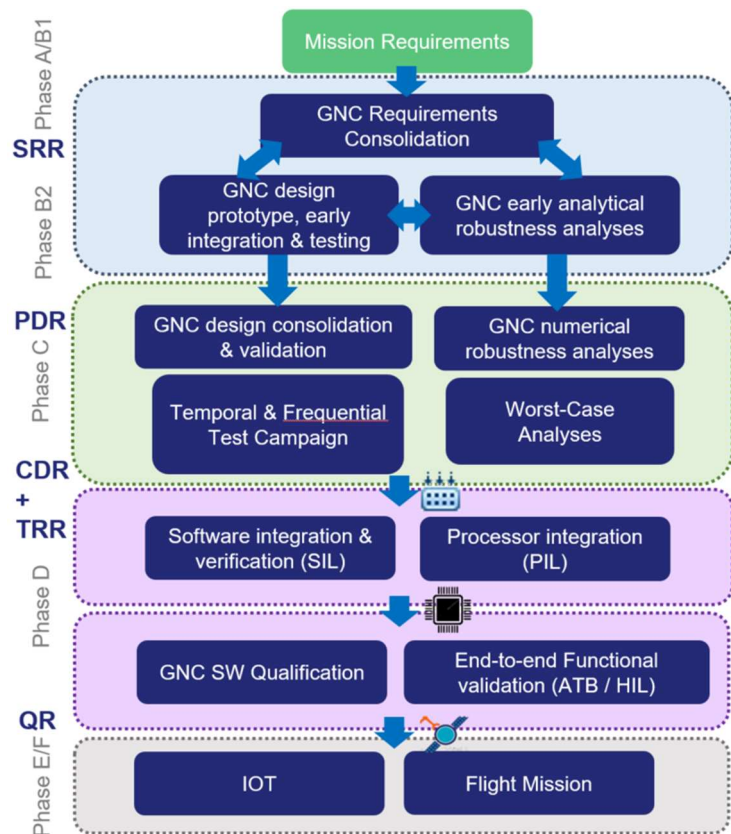 Phase A/B1
Mission Requirements
GNC Requirements
Consolidation
SRR
Phase B2
GNC design
prototype, early
integration & testing
GNC early analytical
robustness analyses
PDR
Phase C
GNC design consolidation
& validation
GNC numerical
robustness analyses
Temporal & Frequential
Test Campaign
Worst-Case
Analyses
CDR
+
TRR
Phase D
Software integration &
verification (SIL)
Processor integration
(PIL)
GNC SW Qualification
End-to-end Functional
validation (ATB / HIL)
QR
Phase E/F
IOT
Flight Mission